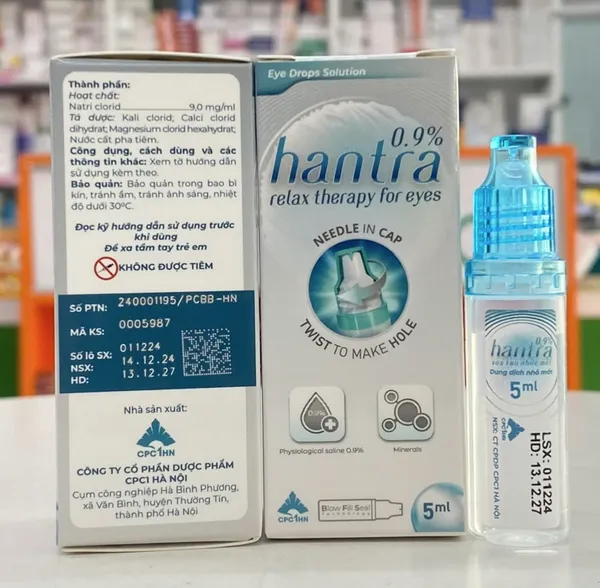 Thành phần:
Hoạt chất:
Natri clorid 9,0 mg/ml
Tá dược: Kali clorid, Calci clorid
dihydrat; Magnesium clorid hexahydrat;
Nước cất pha tiêm.
Công dụng, cách dùng và các
thông tin khác: Xem tờ hướng dẫn
sử dụng kèm theo.
Bảo quản: Bảo quản trong bao bì
kín, tránh ẩm, tránh ánh sáng, nhiệt
độ dưới 30°C.
Đọc kỹ hướng dẫn sử dụng trước
khi dùng
Để xa tầm tay trẻ em
KHÔNG ĐƯỢC TIÊM
Số PTN: 240001195/PCBB-HN
MÃ KS: 0005987
Số lô SX: 011224
NSX: 14.12.24
HD: 13.12.27
Nhà sản xuất:
CPC1HN
CÔNG TY CỔ PHẦN DƯỢC PHẨM
CPC1 HÀ NỘI
Cụm công nghiệp Hà Bình Phương,
xã Văn Bình, huyện Thường Tín,
thành phố Hà Nội
Eye Drops Solution
0.9%
hantra
relax therapy for eyes
NEEDLE IN CAP
TWIST TO MAKE HOLE
0.9%
Physiological saline 0.9%
Minerals
CPC1HN
Blow Fill Seal
Technology
5ml
0.9%
hantra
Dung dịch nhỏ mắt
5ml
CPC1HN
NSX: CT CPDP CPC1 HÀ NỘI
LSX: 011224
HD: 13.12.27